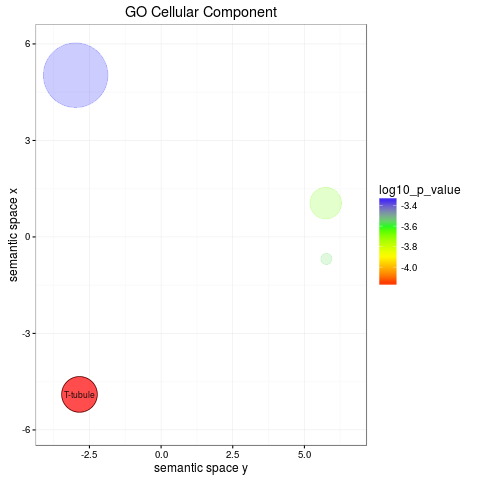 GO Cellular Component
6
3
0
-3
-6
semantic space x
T-tubule
-2.5
0.0
2.5
5.0
semantic space y
log10_p_value
-3.4
-3.6
-3.8
-4.0